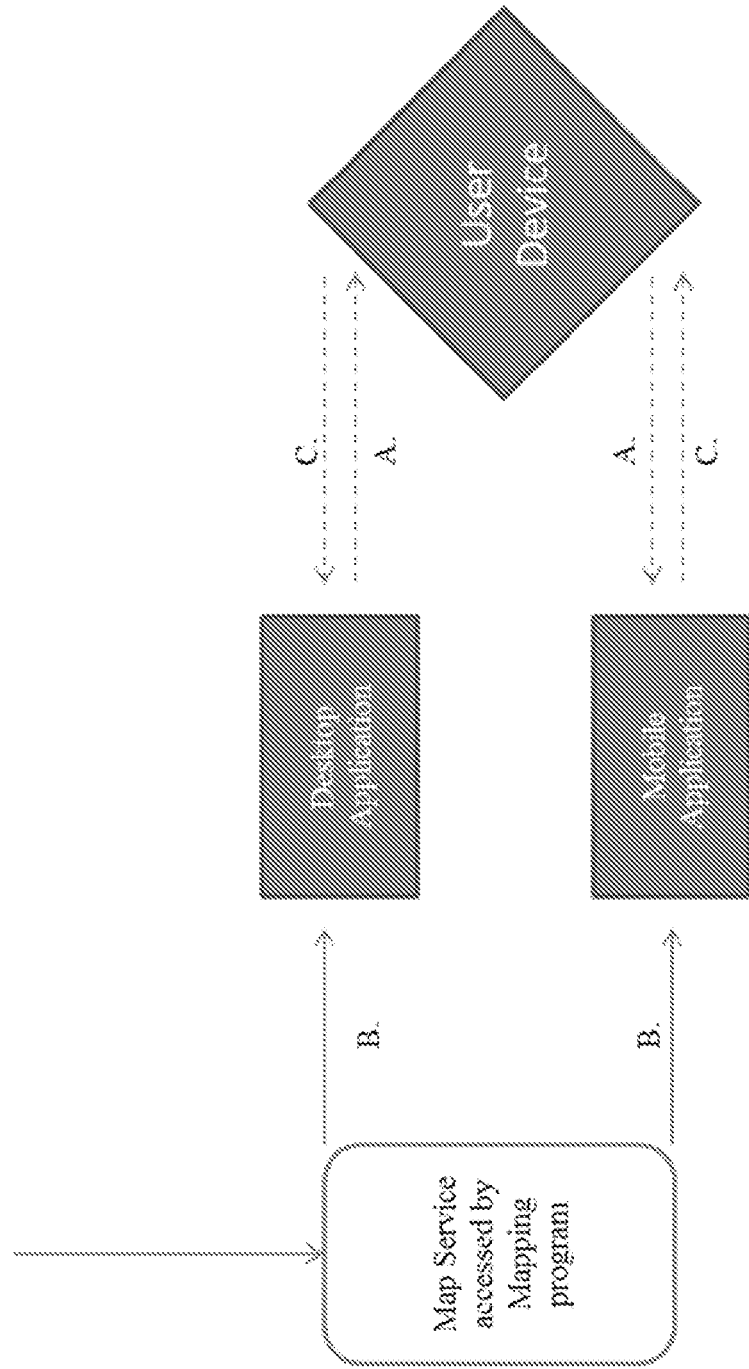 Map Service
accessed by
Mapping
program
B.
B.
Desktop
Application
Mobile
Application
C.
A.
A.
C.
User
Device